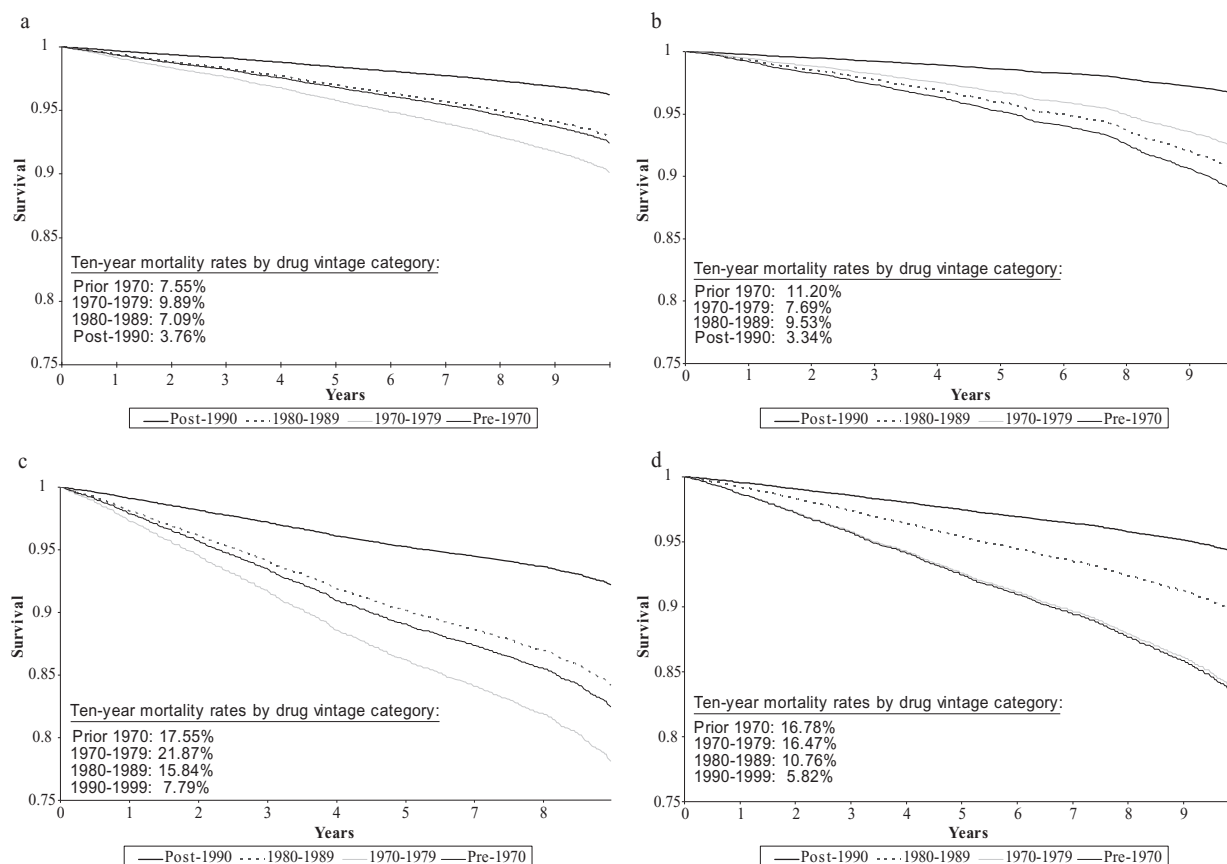 a
1
0.95
0.9
0.85
0.8
0.75
Survival
Ten-year mortality rates by drug vintage category:
Prior 1970: 7.55%
1970-1979: 9.89%
1980-1989: 7.09%
Post-1990: 3.76%
0 1 2 3 4 5 6 7 8 9
Years
Post-1990 1980-1989 1970-1979 Pre-1970
b
1
0.95
0.9
0.85
0.8
0.75
Survival
Ten-year mortality rates by drug vintage category:
Prior 1970: 11.20%
1970-1979: 7.69%
1980-1989: 9.53%
Post-1990: 3.34%
0 1 2 3 4 5 6 7 8 9
Years
Post-1990 1980-1989 1970-1979 Pre-1970
c
1
0.95
0.9
0.85
0.8
0.75
Survival
Ten-year mortality rates by drug vintage category:
Prior 1970: 17.55%
1970-1979: 21.87%
1980-1989: 15.84%
1990-1999: 7.79%
0 1 2 3 4 5 6 7 8
Years
Post-1990 1980-1989 1970-1979 Pre-1970
d
1
0.95
0.9
0.85
0.8
0.75
Survival
Ten-year mortality rates by drug vintage category:
Prior 1970: 16.78%
1970-1979: 16.47%
1980-1989: 10.76%
1990-1999: 5.82%
0 1 2 3 4 5 6 7 8 9
Years
Post-1990 1980-1989 1970-1979 Pre-1970